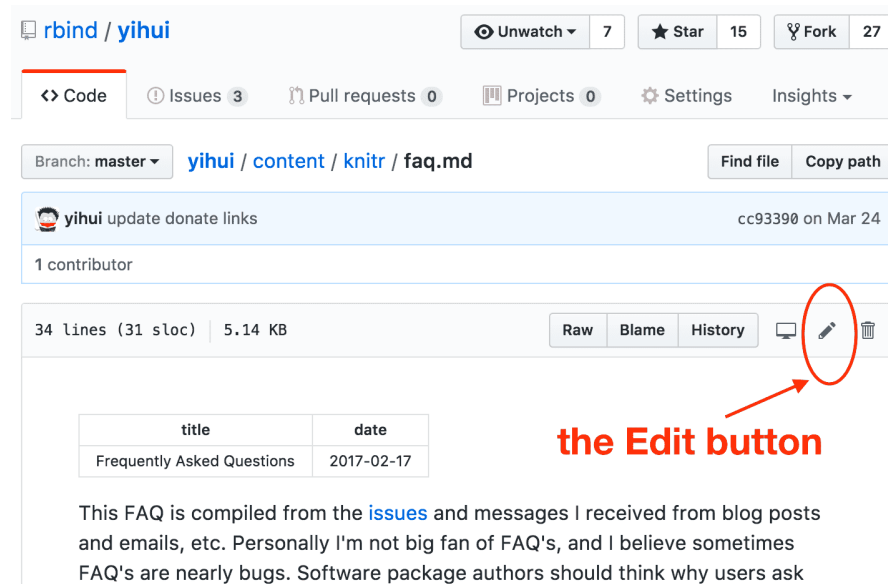 rbind / yihui
Unwatch 7 Star 15 Fork 27
Code Issues 3 Pull requests 0 Projects 0 Settings Insights
Branch: master yihui / content / knitr / faq.md Find file Copy path
yihui update donate links cc93390 on Mar 24
1 contributor
34 lines (31 sloc) 5.14 KB Raw Blame History
the Edit button
title date
Frequently Asked Questions 2017-02-17
This FAQ is compiled from the issues and messages I received from blog posts
and emails, etc. Personally I'm not big fan of FAQ's, and I believe sometimes
FAQ's are nearly bugs. Software package authors should think why users ask